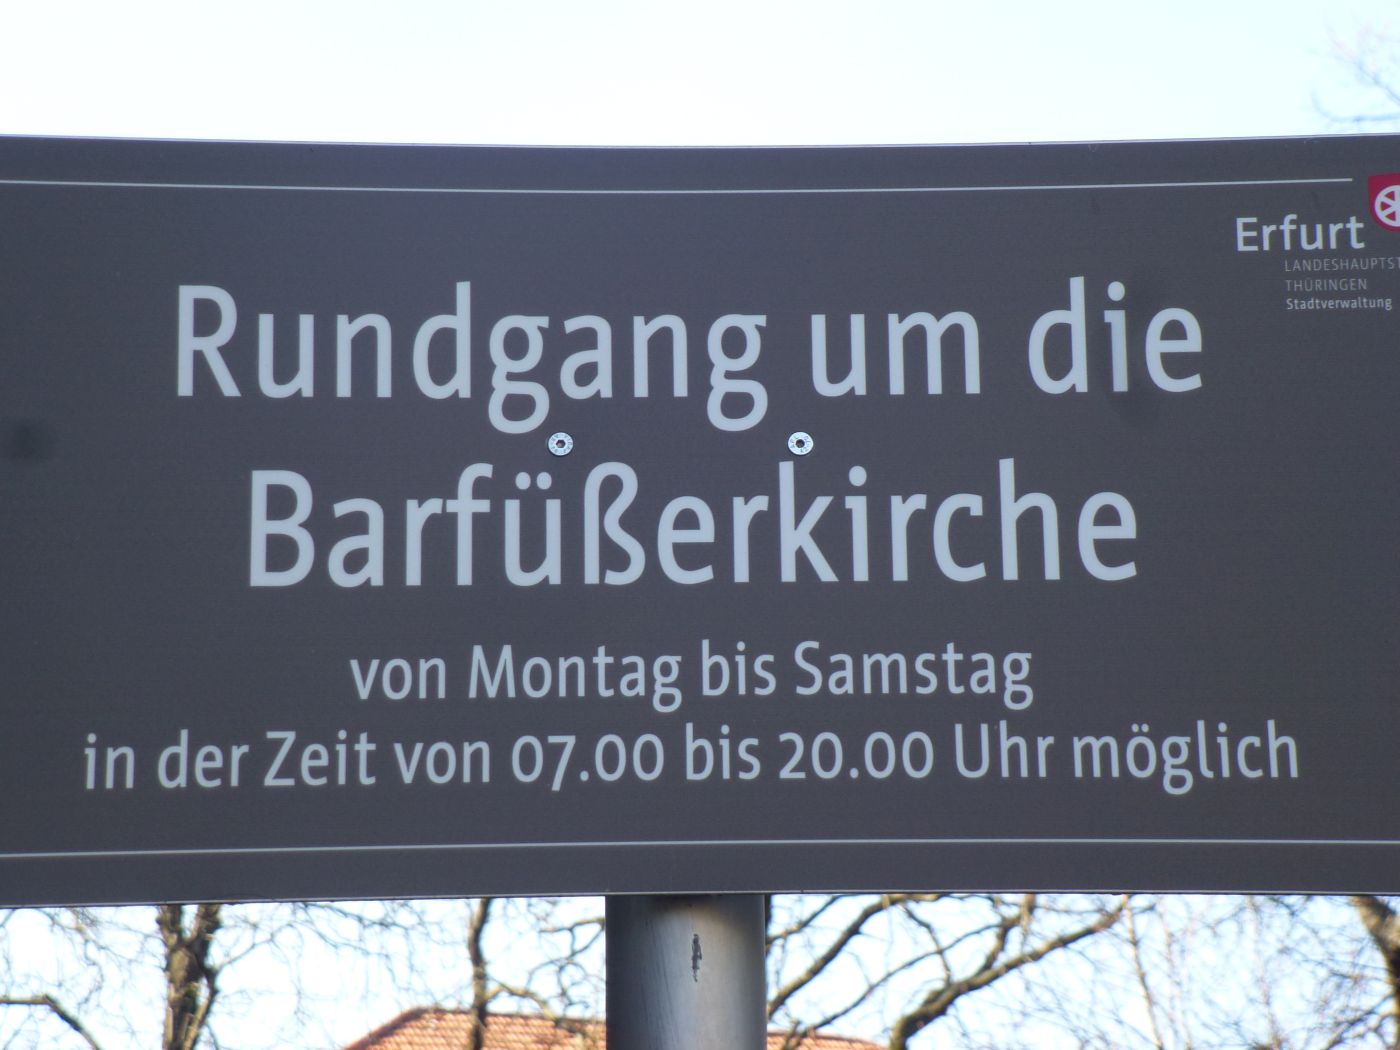 Erfurt
THÜRINGEN
Stadtverwaltung
Rundgang um die
Barfüßerkirche
von Montag bis Samstag
in der Zeit von 07.00 bis 20.00 Uhr möglich